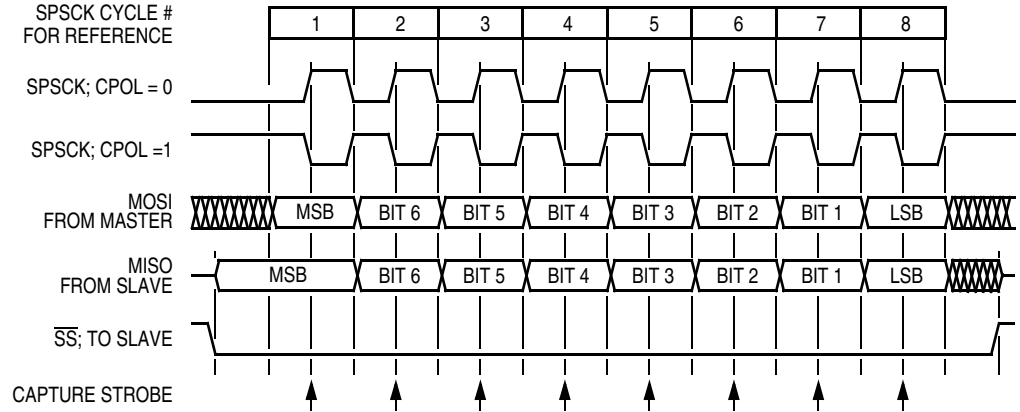 SPSCK CYCLE #
FOR REFERENCE
1 2 3 4 5 6 7 8
SPSCK; CPOL = 0
SPSCK; CPOL =1
MOSI
FROM MASTER
MSB BIT 6 BIT 5 BIT 4 BIT 3 BIT 2 BIT 1 LSB
MISO
FROM SLAVE
MSB BIT 6 BIT 5 BIT 4 BIT 3 BIT 2 BIT 1 LSB
S̅S̅; TO SLAVE
CAPTURE STROBE